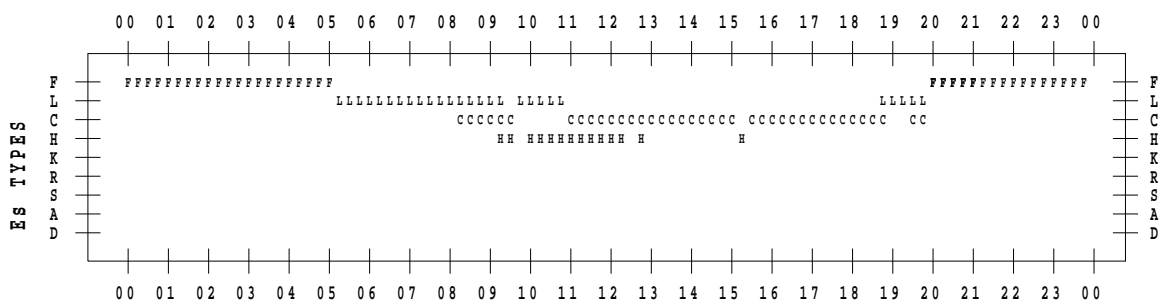 00 01 02 03 04 05 06 07 08 09 10 11 12 13 14 15 16 17 18 19 20 21 22 23 00
Es TYPES
F FFFFFFFFFFFFFFFFFFFFF FFFFFFFFFFFFFFFF F
L LLLLLLLLLLLLLLLLL LLLLL LLLLL L
C CCCCCC CCCCCCCCCCCCCCCCC CCCCCCCCCCCCCC CC C
H HH HHHHHHHHHH H H H
K K
R R
S S
A A
D D
00 01 02 03 04 05 06 07 08 09 10 11 12 13 14 15 16 17 18 19 20 21 22 23 00